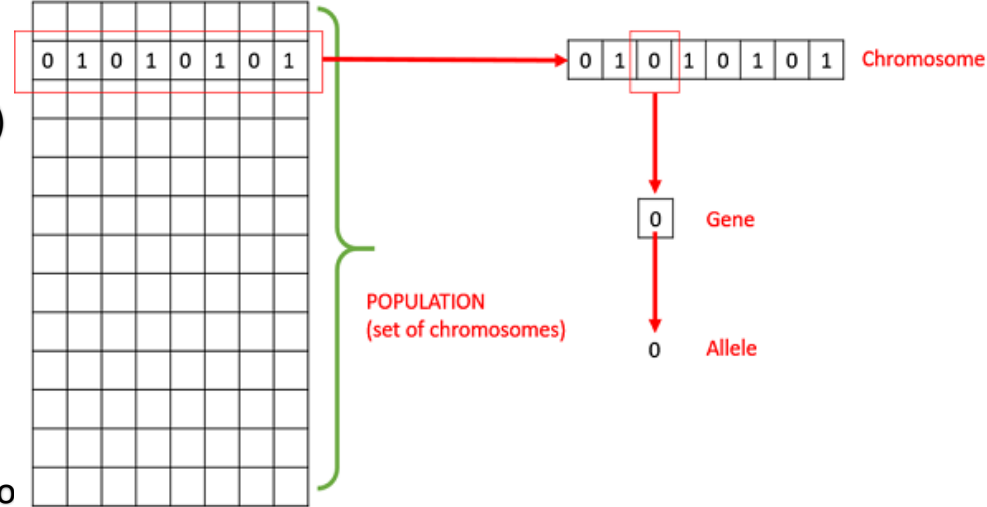 0 1 0 1 0 1 0 1
0 1 0 1 0 1 0 1 Chromosome
)
0 Gene
POPULATION
(set of chromosomes)
0 Allele
o